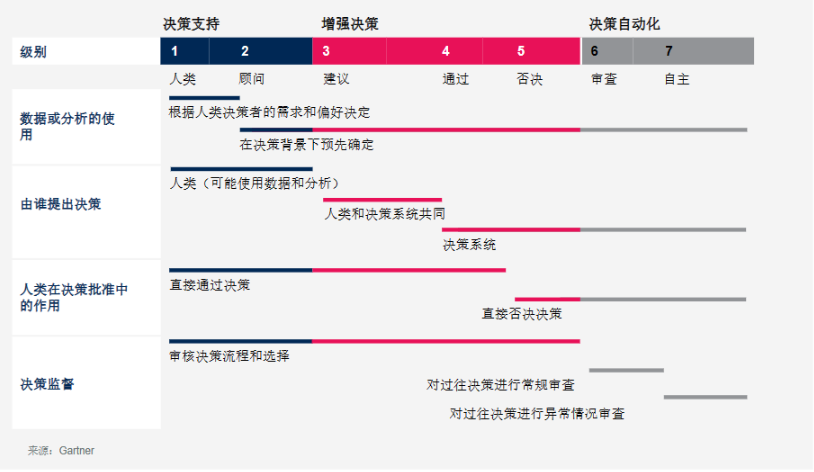 决策支持 增强决策 决策自动化
级别 1 2 3 4 5 6 7
人类 顾问 建议 通过 否决 审查 自主
数据或分析的使
用
根据人类决策者的需求和偏好决定
在决策背景下预先确定
由谁提出决策
人类（可能使用数据和分析）
人类和决策系统共同
决策系统
人类在决策批准中
的作用
直接通过决策
直接否决决策
决策监督
审核决策流程和选择
对过往决策进行常规审查
对过往决策进行异常情况审查
来源：Gartner